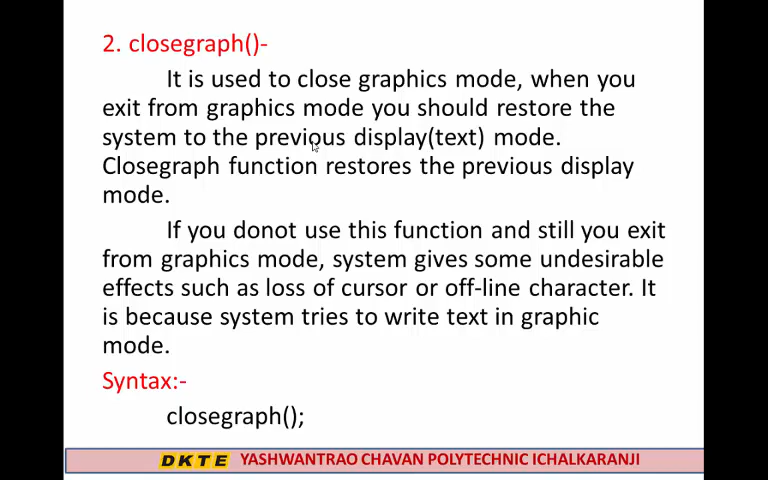 2. closegraph()-
It is used to close graphics mode, when you
exit from graphics mode you should restore the
system to the previous display(text) mode.
Closegraph function restores the previous display
mode.
If you donot use this function and still you exit
from graphics mode, system gives some undesirable
effects such as loss of cursor or off-line character. It
is because system tries to write text in graphic
mode.
Syntax:-
closegraph();
DKTE YASHWANTRAO CHAVAN POLYTECHNIC ICHALKARANJI